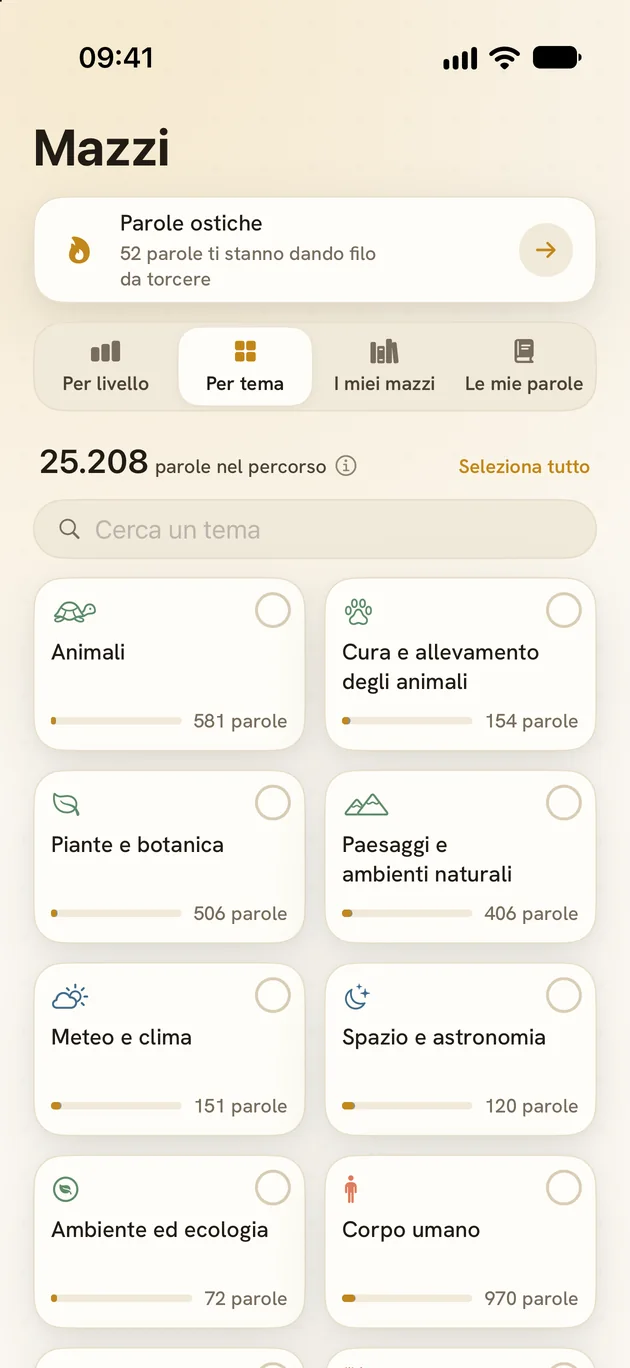 09:41
Mazzi
Parole ostiche
52 parole ti stanno dando filo
da torcere
Per livello
Per tema
I miei mazzi
Le mie parole
25.208 parole nel percorso
Seleziona tutto
Cerca un tema
Animali
581 parole
Cura e allevamento
degli animali
154 parole
Piante e botanica
506 parole
Paesaggi e
ambienti naturali
406 parole
Meteo e clima
151 parole
Spazio e astronomia
120 parole
Ambiente ed ecologia
72 parole
Corpo umano
970 parole